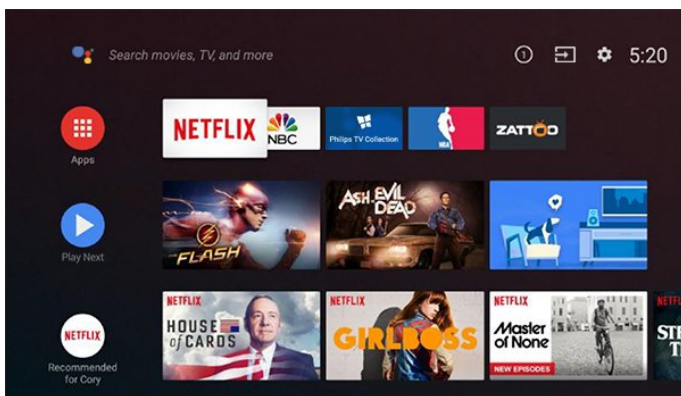 Search movies, TV, and more
1
5:20
NETFLIX
NBC
Philips TV Collection
NBA
ZATTOO
Apps
THE
FLASH
ASH VS EVIL DEAD
Play Next
NETFLIX
HOUSE
of CARDS
NETFLIX
GIRLBOSS
NETFLIX
Master
of None
NEW EPISODES
NETFLIX
Recommended
for Cory